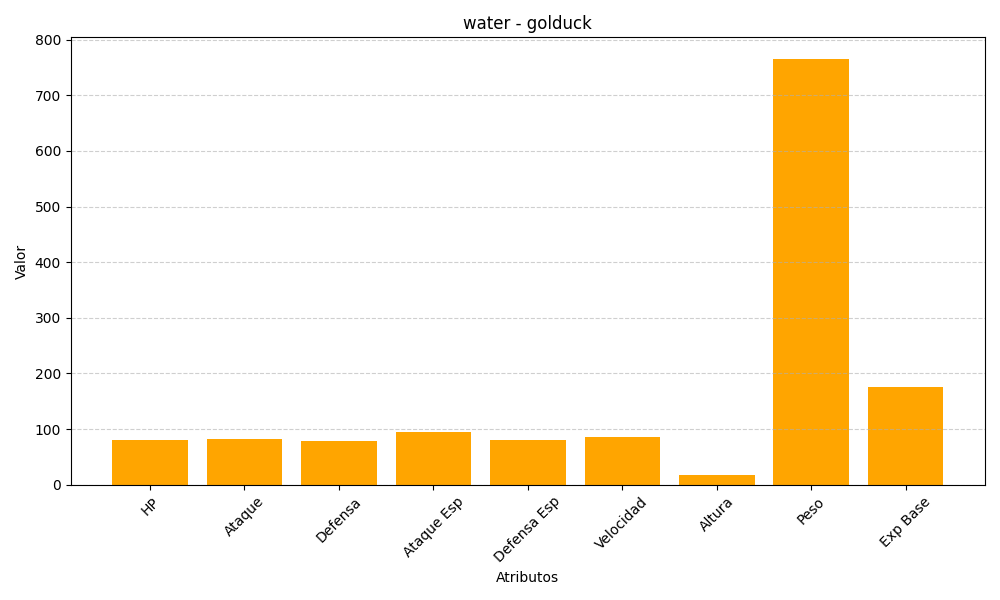 water - golduck
Valor
800
700
600
500
400
300
200
100
0
HP
Ataque
Defensa
Ataque Esp
Defensa Esp
Velocidad
Altura
Peso
Exp Base
Atributos